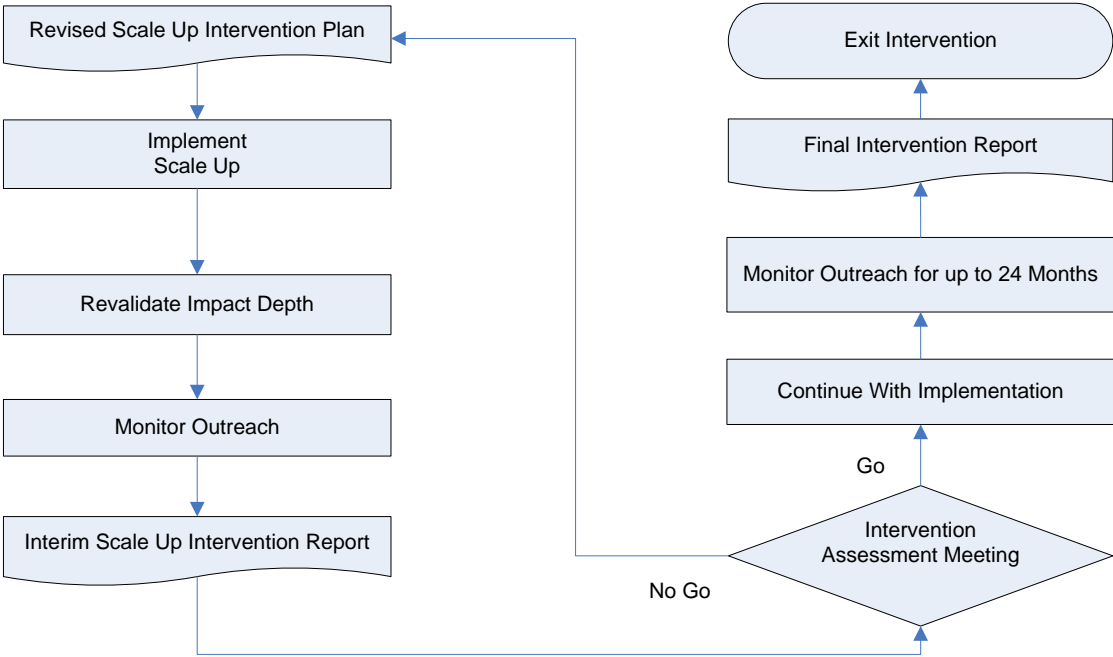 Revised Scale Up Intervention Plan
Implement
Scale Up
Revalidate Impact Depth
Monitor Outreach
Interim Scale Up Intervention Report
Exit Intervention
Final Intervention Report
Monitor Outreach for up to 24 Months
Continue With Implementation
Go
Intervention
Assessment Meeting
No Go